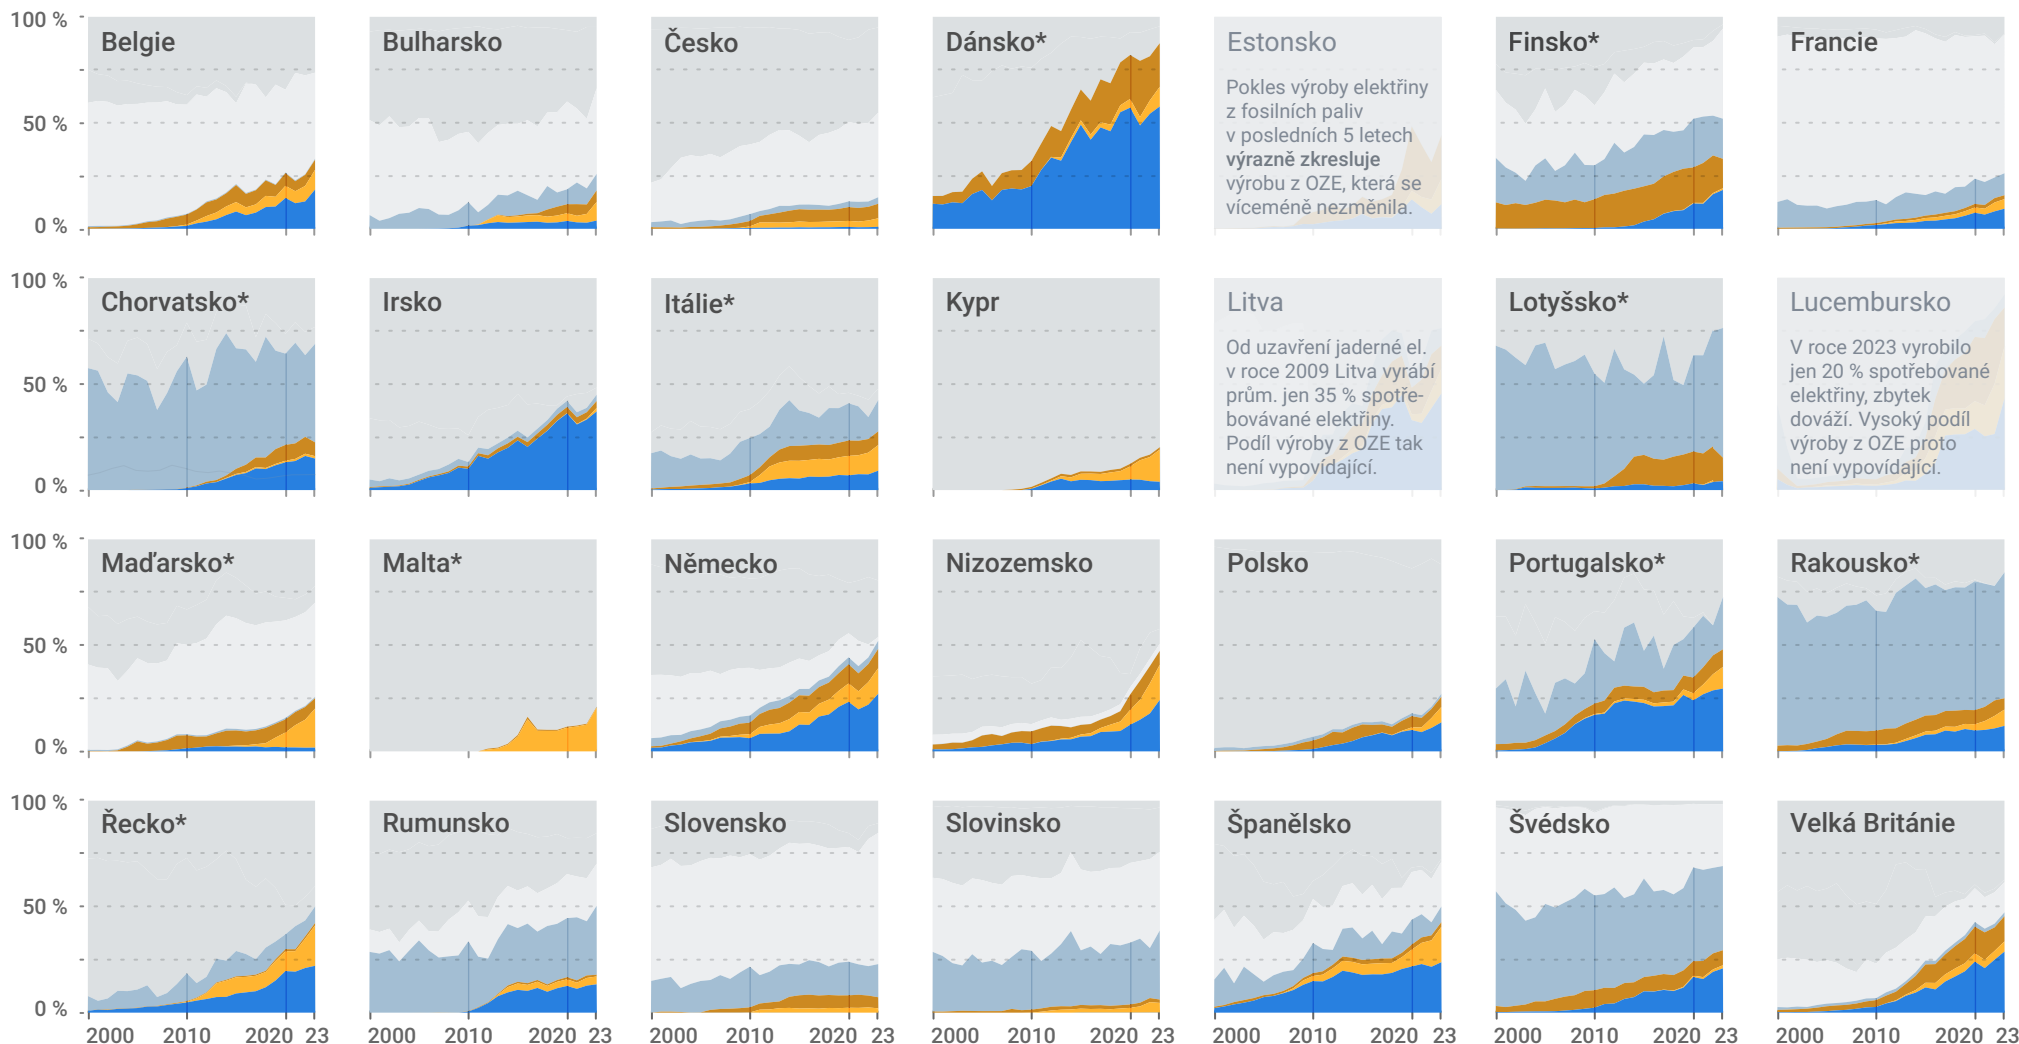 100 %
50 %
0 %
Belgie
Bulharsko
Česko
Dánsko*
Estonsko
Pokles výroby elektřiny
z fosilních paliv
v posledních 5 letech
výrazně zkresluje
výrobu z OZE, která se
víceméně nezměnila.
Finsko*
Francie
100 %
50 %
0 %
Chorvatsko*
Irsko
Itálie*
Kypr
Litva
Od uzavření jaderné el.
v roce 2009 Litva vyrábí
prům. jen 35 % spotře-
bovávané elektřiny.
Podíl výroby z OZE tak
není vypovídající.
Lotyšsko*
Lucembursko
V roce 2023 vyrobilo
jen 20 % spotřebované
elektřiny, zbytek
dováží. Vysoký podíl
výroby z OZE proto
není vypovídající.
100 %
50 %
0 %
Maďarsko*
Malta*
Německo
Nizozemsko
Polsko
Portugalsko*
Rakousko*
100 %
50 %
0 %
Řecko*
Rumunsko
Slovensko
Slovinsko
Španělsko
Švédsko
Velká Británie
2000 2010 2020 23
2000 2010 2020 23
2000 2010 2020 23
2000 2010 2020 23
2000 2010 2020 23
2000 2010 2020 23
2000 2010 2020 23